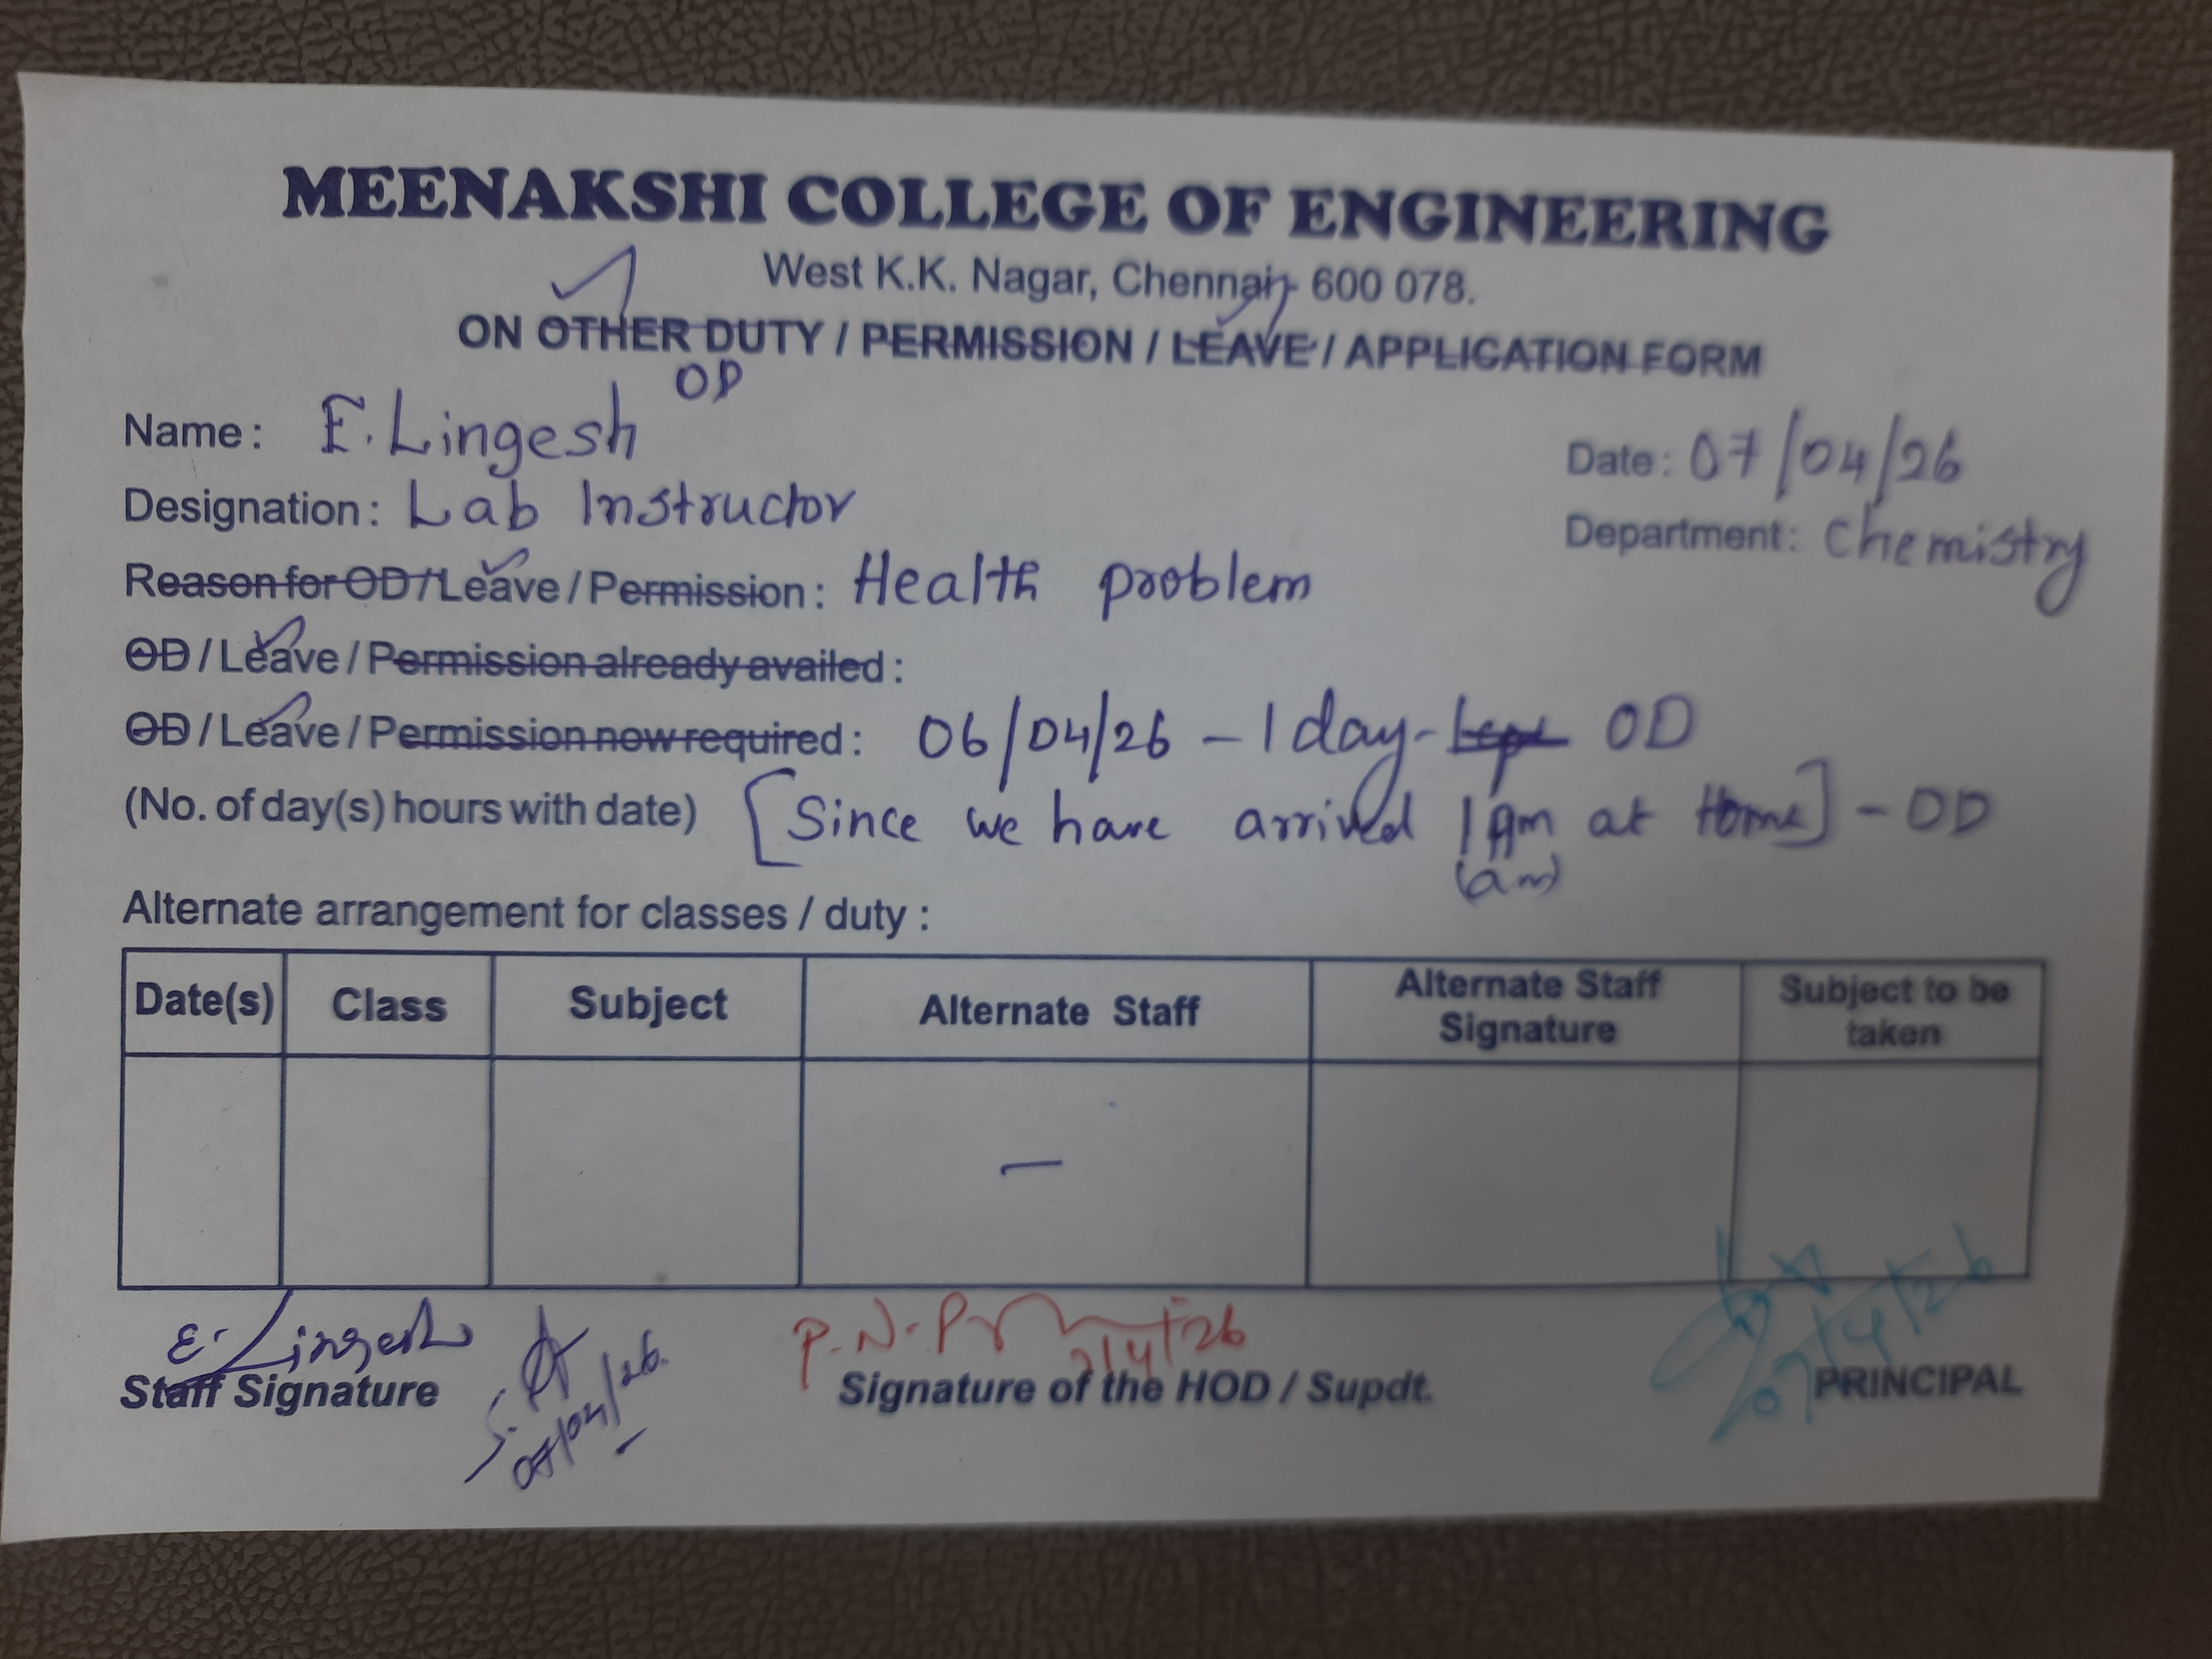 MEENAKSHI COLLEGE OF ENGINEERING
West K.K. Nagar, Chennai- 600 078.
ON OTHER DUTY / PERMISSION / LEAVE / APPLICATION FORM
OD
Name : E. Lingesh
Date : 07/04/26
Designation : Lab Instructor
Department : Chemistry
Reason for OD / Leave / Permission : Health problem
OD / Leave / Permission already availed :
OD / Leave / Permission now required : 06/04/26 - 1 day - OD
(No. of day(s) hours with date) [Since we have arrived 1 am at Home] - OD
(am)
Alternate arrangement for classes / duty :
Date(s) Class Subject Alternate Staff Alternate Staff Signature Subject to be taken
—
E. Lingesh
07/04/26.
P.N.P 7/4/26
07/4/26
Staff Signature Signature of the HOD / Supdt. PRINCIPAL